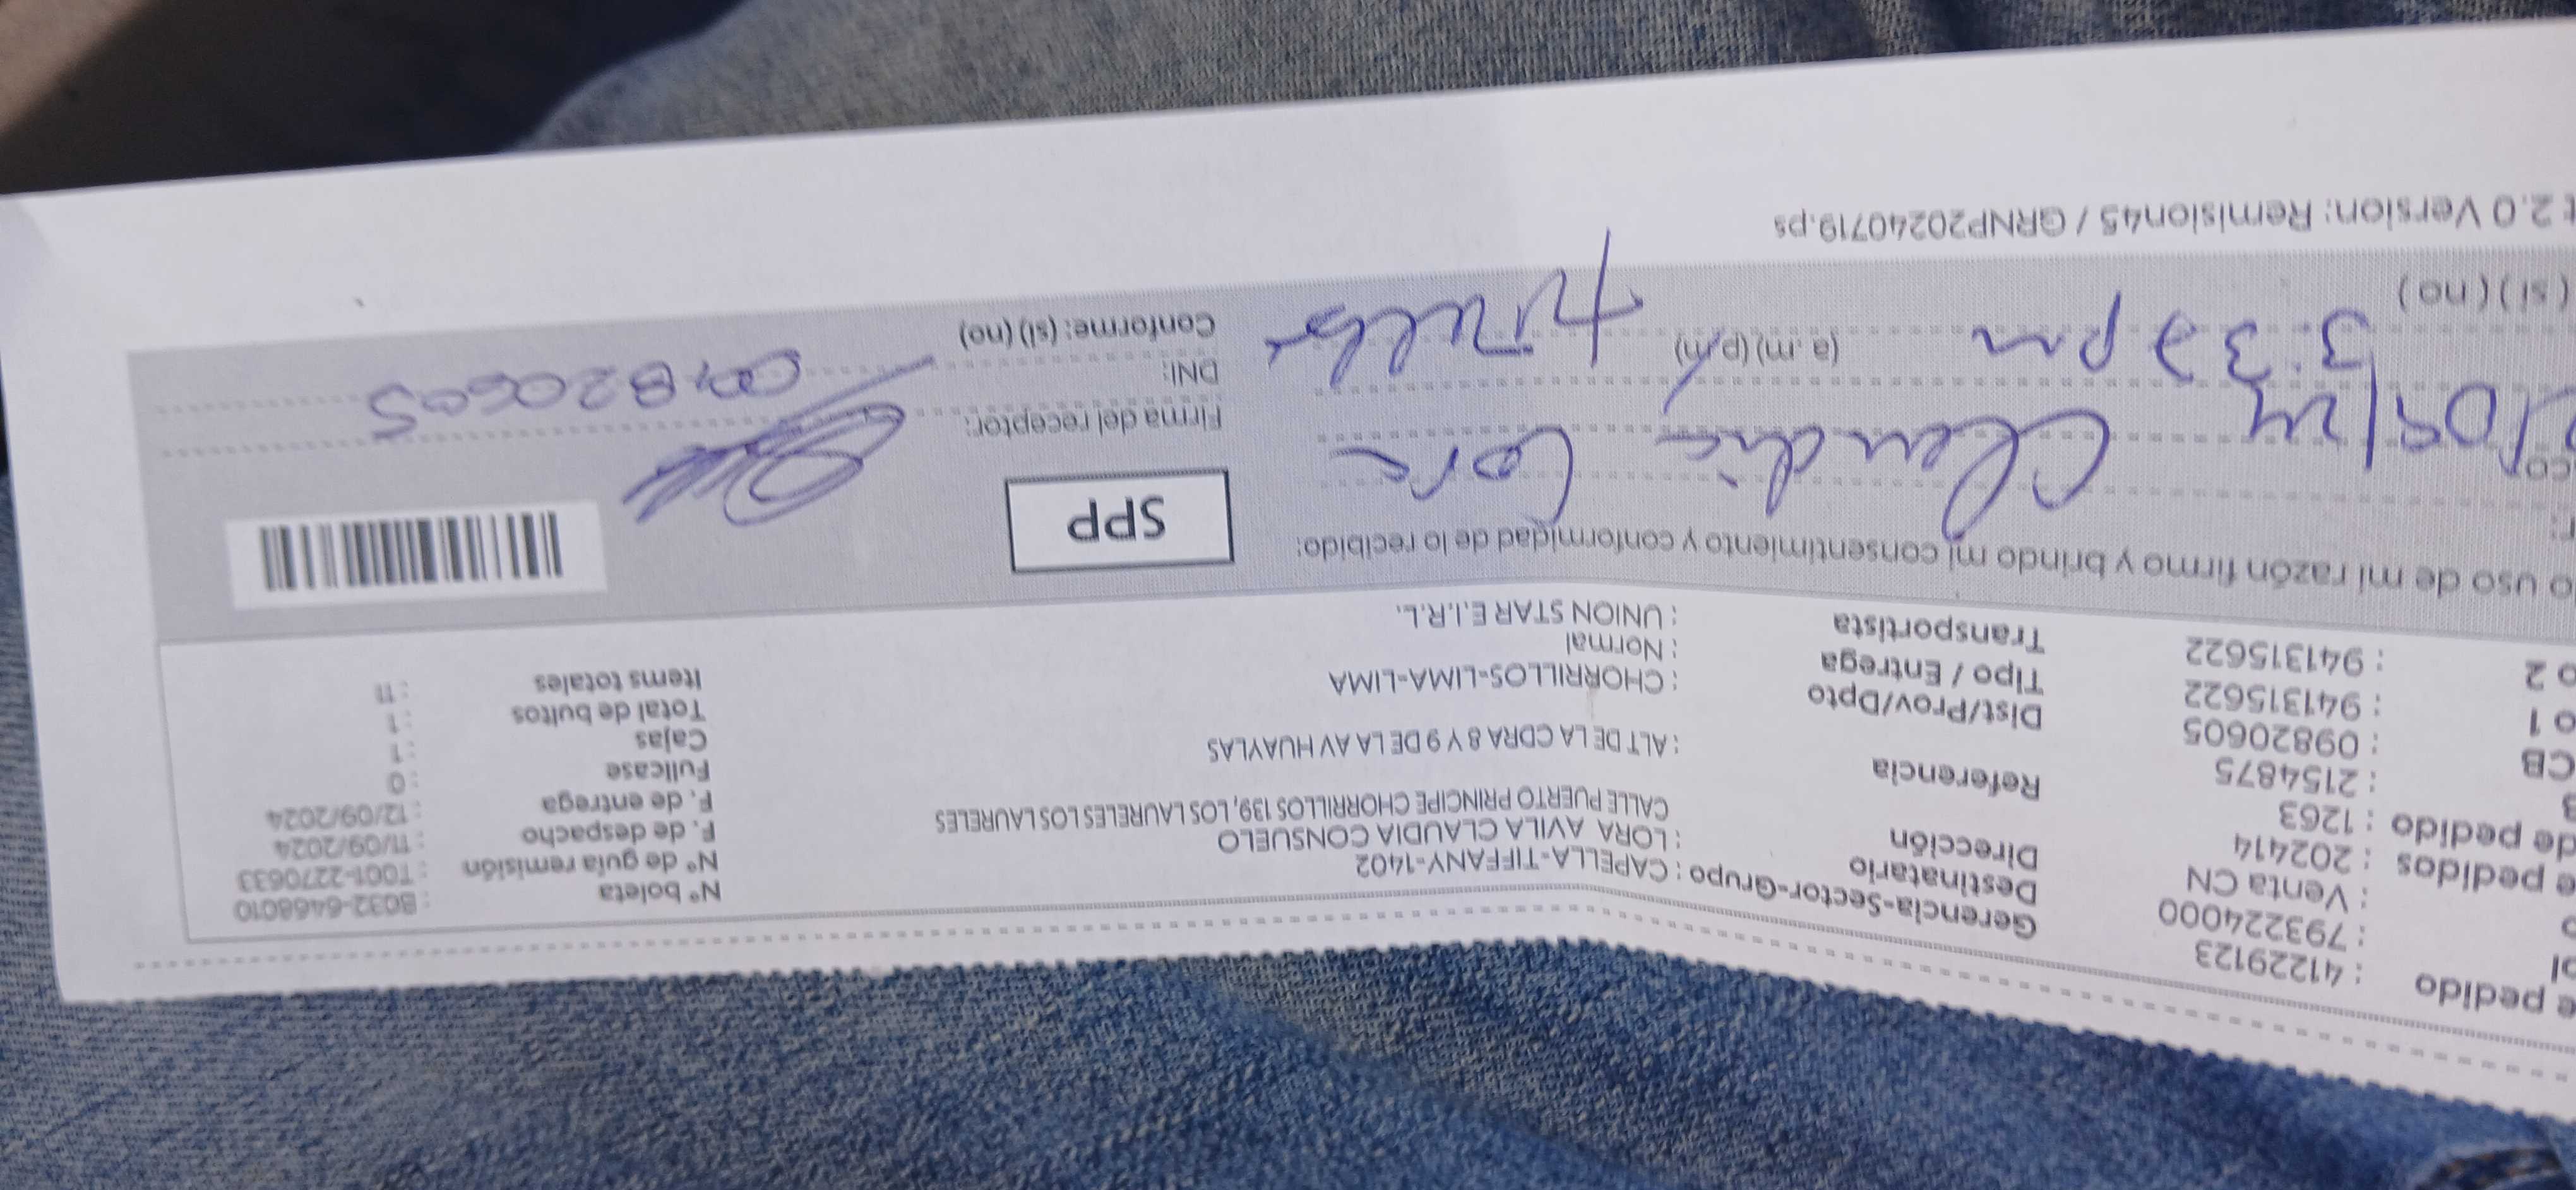 e pedido : 41229123
ol : 793224000
o : Venta CN
e pedidos : 202414
de pedido : 1263
B : 2154875
CB : 09820605
o 1 : 941315622
o 2 : 941315622
Gerencia-Sector-Grupo : CAPELLA-TIFFANY-1402
Destinatario : LORA AVILA CLAUDIA CONSUELO
Dirección CALLE PUERTO PRINCIPE CHORRILLOS 139, LOS LAURELES LOS LAURELES
Referencia : ALT DE LA CDRA 8 Y 9 DE LA AV HUAYLAS
Dist/Prov/Dpto : CHORRILLOS-LIMA-LIMA
Tipo / Entrega : Normal
Transportista : UNION STAR E.I.R.L.
N° boleta : B032-6468010
N° de guía remisión : T001-2270633
F. de despacho : 11/09/2024
F. de entrega : 12/09/2024
Fullcase : 0
Cajas : 1
Total de bultos : 1
Items totales : 11
o uso de mi razón firmo y brindo mi consentimiento y conformidad de lo recibido:
SPP
Claudia Lora
/09/24
3:37 pm (a.m) (p.m)
(si) (no)
Firma del receptor:
DNI: 09820605
Conforme: (si) (no)
t 2.0 Version: Remision45 / GRNP20240719.ps